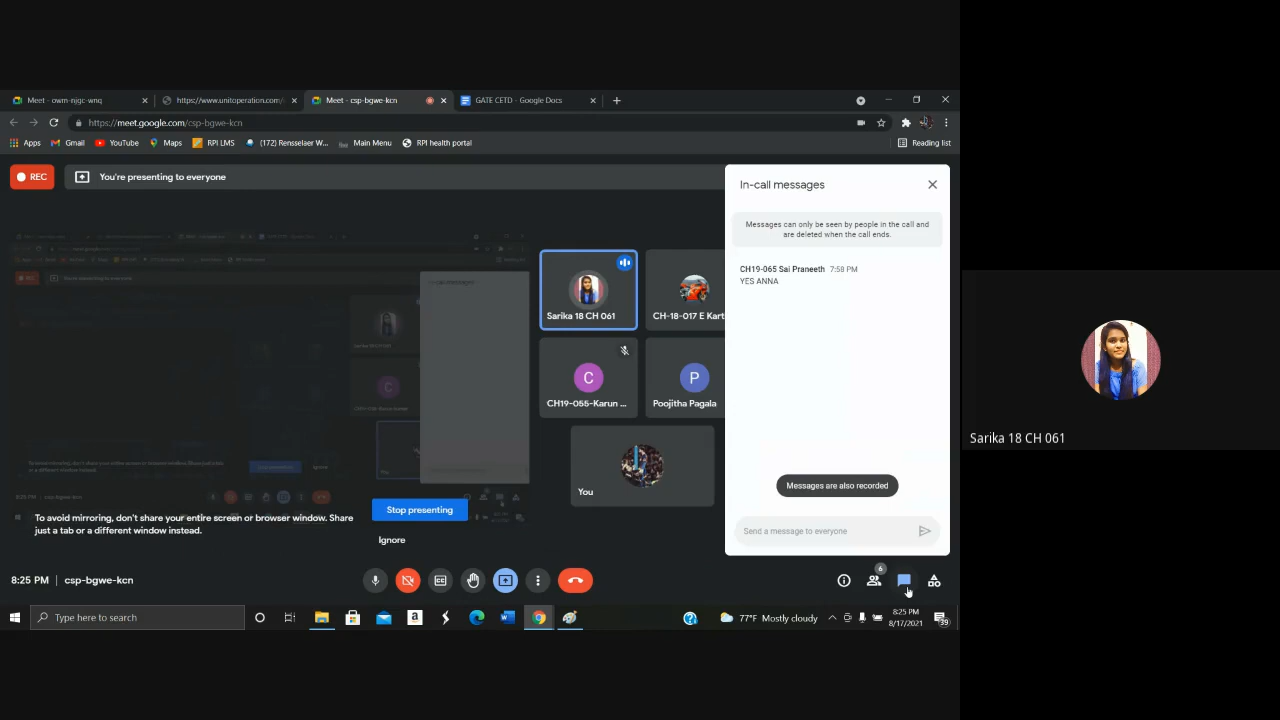 Meet - owm-njgc-wnq
https://www.unitoperation.com/
Meet - csp-bgwe-kcn
GATE CETD - Google Docs
https://meet.google.com/csp-bgwe-kcn
Apps
Gmail
YouTube
Maps
RPI LMS
(172) Rensselaer W...
Main Menu
RPI health portal
Reading list
REC
You're presenting to everyone
In-call messages
Messages can only be seen by people in the call and
are deleted when the call ends.
CH19-065 Sai Praneeth 7:58 PM
YES ANNA
Messages are also recorded
Send a message to everyone
Sarika 18 CH 061
CH-18-017 E Kart
C
CH19-055-Karun ...
P
Poojitha Pagala
You
To avoid mirroring, don't share your entire screen or browser window. Share
just a tab or a different window instead.
Stop presenting
Ignore
8:25 PM | csp-bgwe-kcn
6
Type here to search
77°F Mostly cloudy
8:25 PM
8/17/2021
39
Sarika 18 CH 061